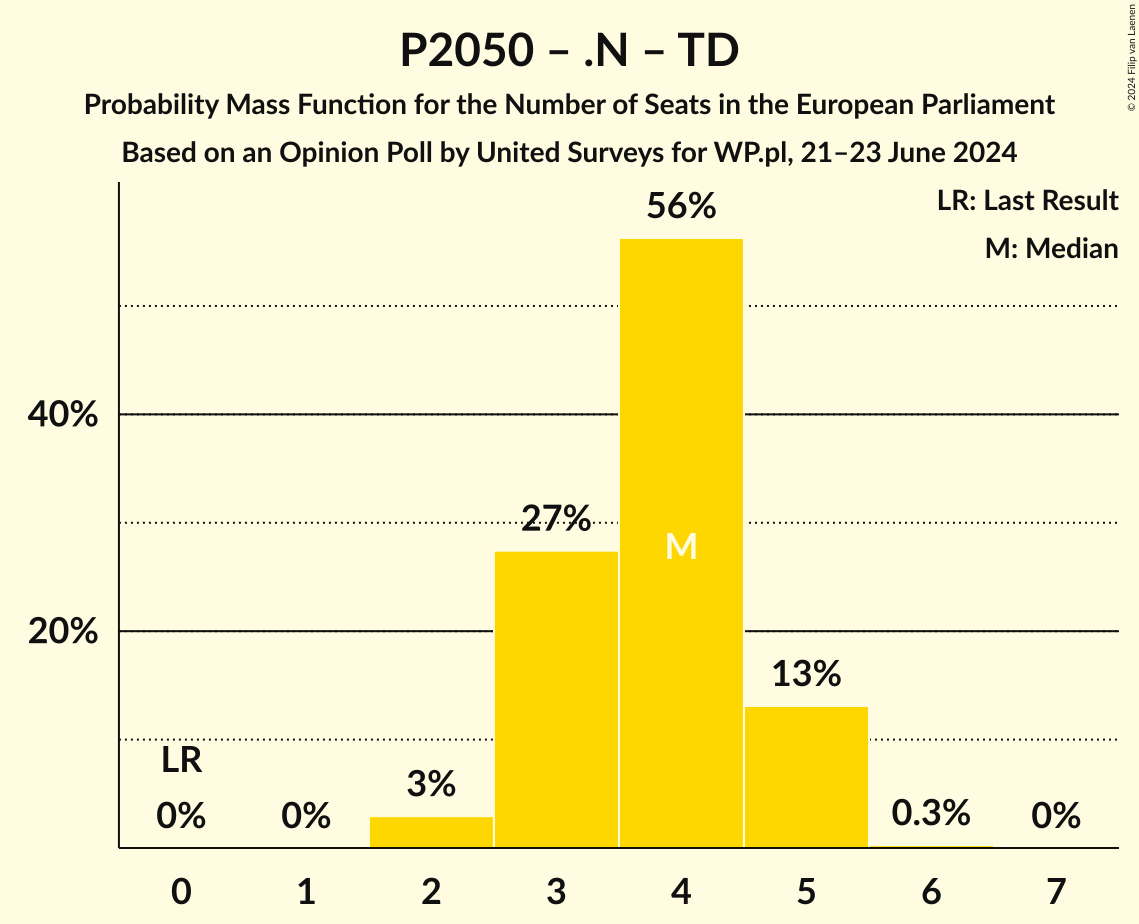 P2050 – .N – TD
Probability Mass Function for the Number of Seats in the European Parliament
Based on an Opinion Poll by United Surveys for WP.pl, 21–23 June 2024
© 2024 Filip van Laenen
LR: Last Result
M: Median
56%
40%
27%
M
20%
13%
LR
3%
0%
0%
0.3%
0%
0 1 2 3 4 5 6 7